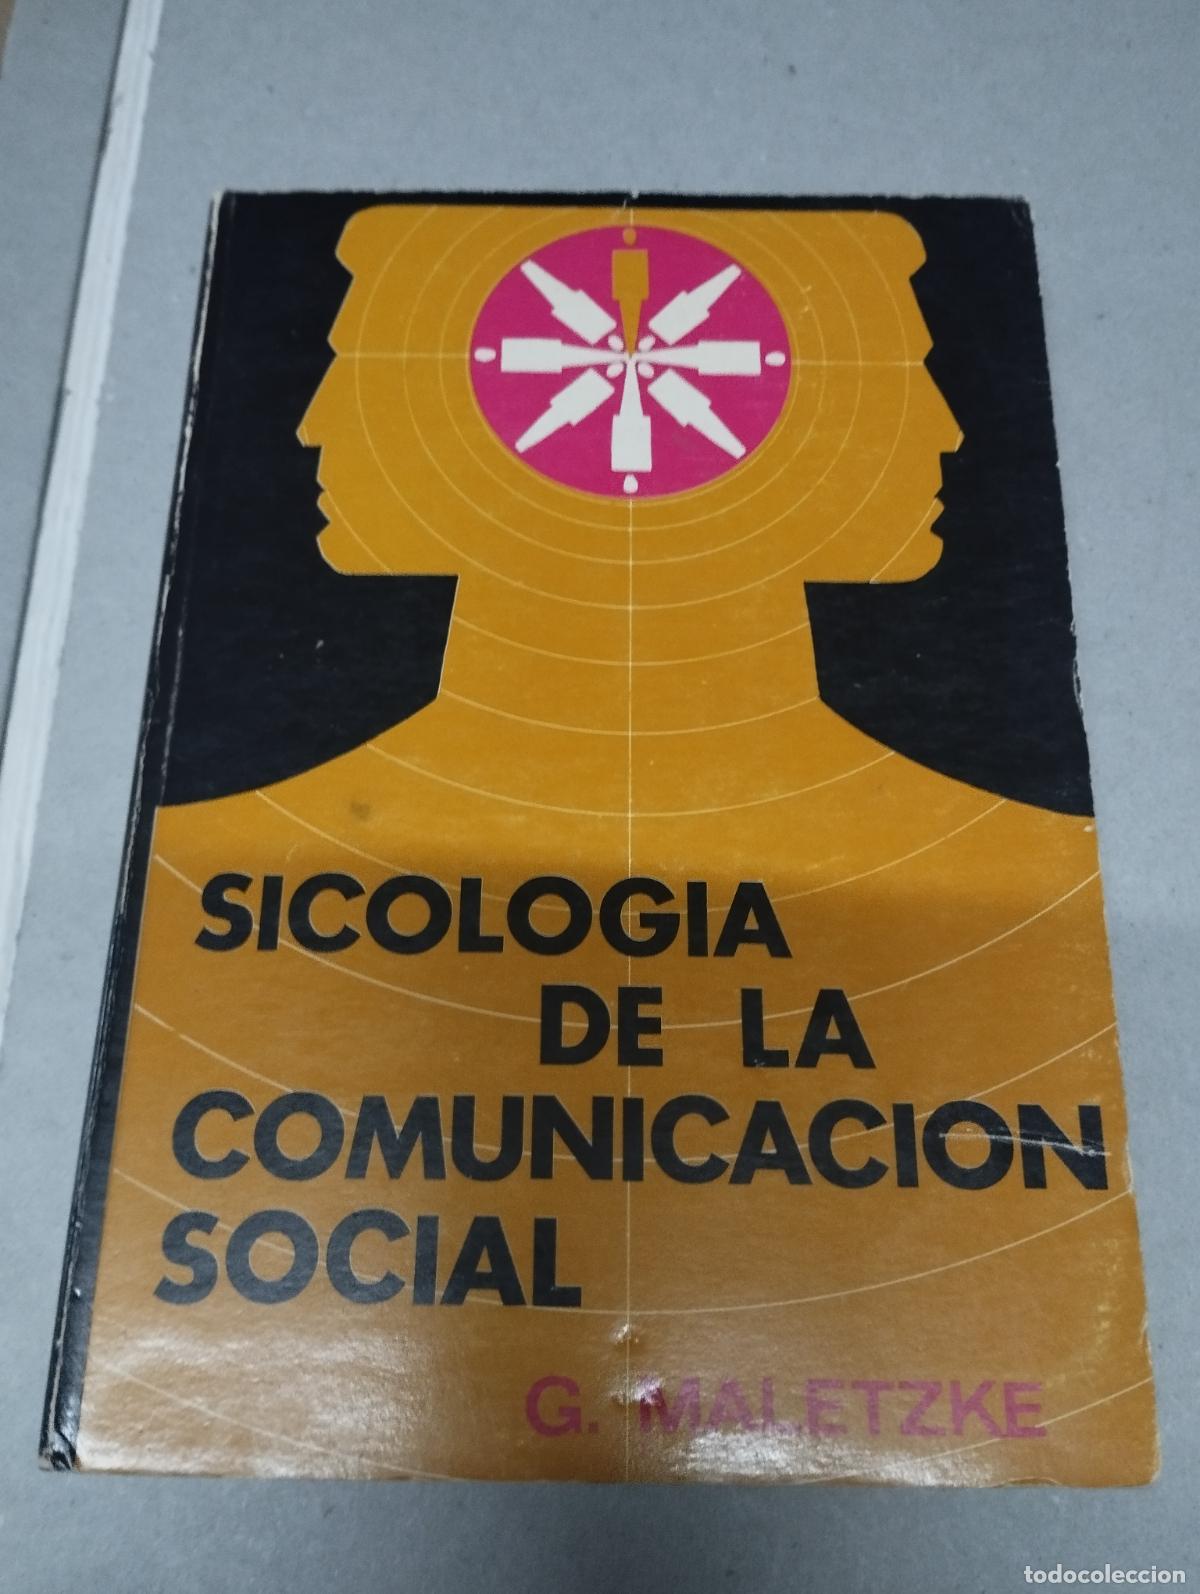 SICOLOGIA
DE LA
COMUNICACION
SOCIAL
G. MALETZKE
todocoleccion